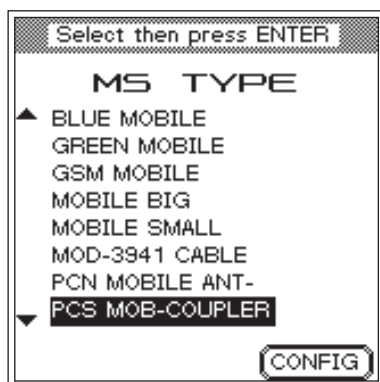 Select then press ENTER
MS TYPE
BLUE MOBILE
GREEN MOBILE
GSM MOBILE
MOBILE BIG
MOBILE SMALL
MOD-3941 CABLE
PCN MOBILE ANT-
PCS MOB-COUPLER
CONFIG